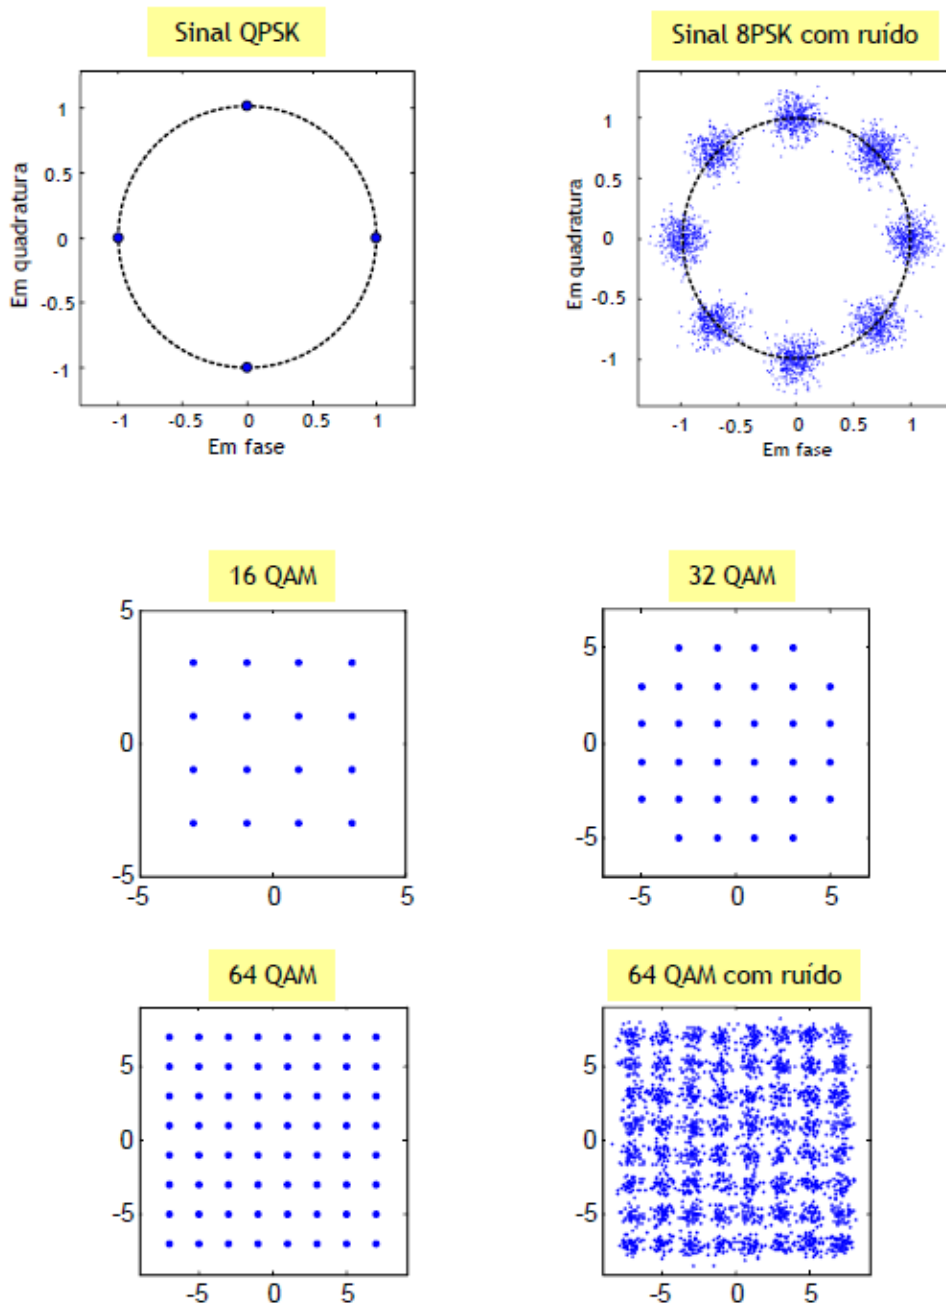 Sinal QPSK
Sinal 8PSK com ruído
Em quadratura
1
0.5
0
-0.5
-1
-1 -0.5 0 0.5 1
Em fase
Em quadratura
1
0.5
0
-0.5
-1
-1 -0.5 0 0.5 1
Em fase
16 QAM
32 QAM
5
0
-5
-5 0 5
5
0
-5
-5 0 5
64 QAM
64 QAM com ruído
5
0
-5
-5 0 5
5
0
-5
-5 0 5